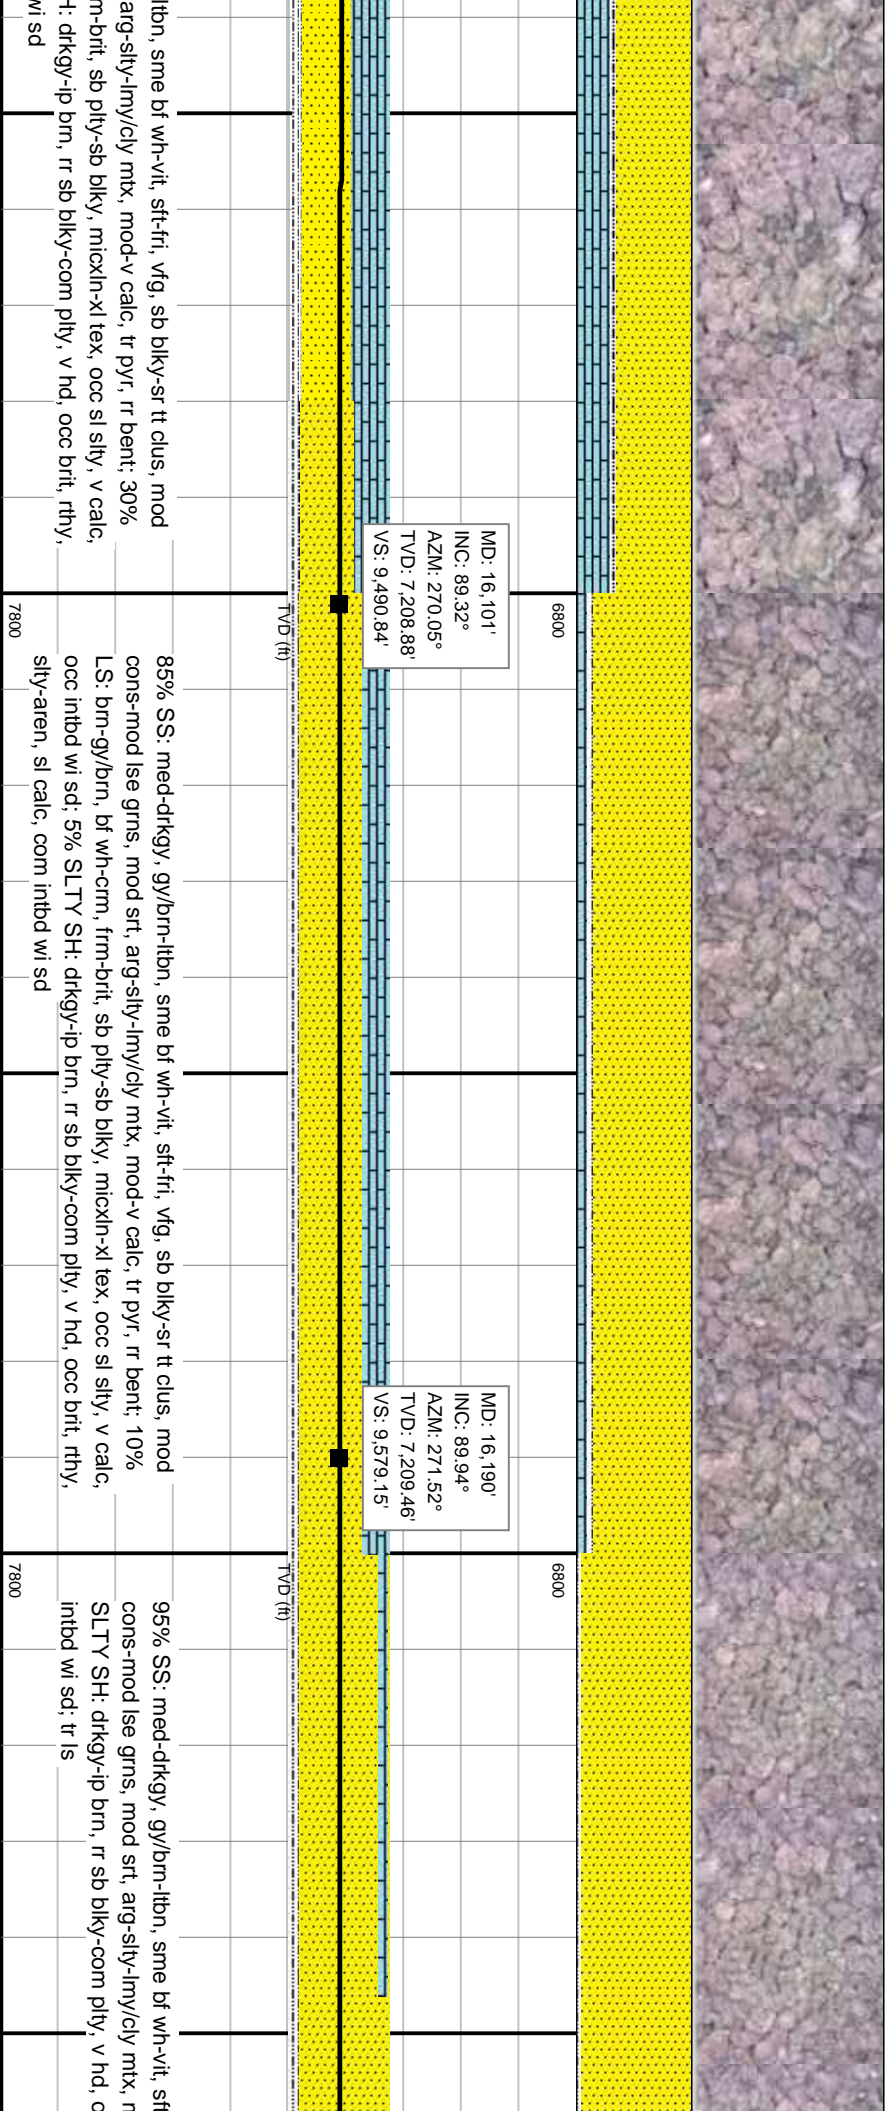 ltbn, sme bf wh-vit, sft-fri, vfg, sb blky-sr tt clus, mod
arg-slty-lmy/cly mtx, mod-v calc, tr pyr, rr bent; 30%
m-brit, sb plty-sb blky, micxln-xl tex, occ sl slty, v calc,
H: drkgy-ip brn, rr sb blky-com plty, v hd, occ brit, rthy,
wi sd
MD: 16,101'
INC: 89.32°
AZM: 270.05°
TVD: 7,208.88'
VS: 9,490.84'
6800
TVD (ft)
7800
85% SS: med-drkgy, gy/brn-ltbn, sme bf wh-vit, sft-fri, vfg, sb blky-sr tt clus, mod
cons-mod lse grns, mod srt, arg-slty-lmy/cly mtx, mod-v calc, tr pyr, rr bent; 10%
LS: brn-gy/brn, bf wh-crm, frm-brit, sb plty-sb blky, micxln-xl tex, occ sl slty, v calc,
occ intbd wi sd; 5% SLTY SH: drkgy-ip brn, rr sb blky-com plty, v hd, occ brit, rthy,
slty-aren, sl calc, com intbd wi sd
MD: 16,190'
INC: 89.94°
AZM: 271.52°
TVD: 7,209.46'
VS: 9,579.15'
6800
TVD (ft)
7800
95% SS: med-drkgy, gy/brn-ltbn, sme bf wh-vit, sft
cons-mod lse grns, mod srt, arg-slty-lmy/cly mtx,
SLTY SH: drkgy-ip brn, rr sb blky-com plty, v hd,
intbd wi sd; tr ls